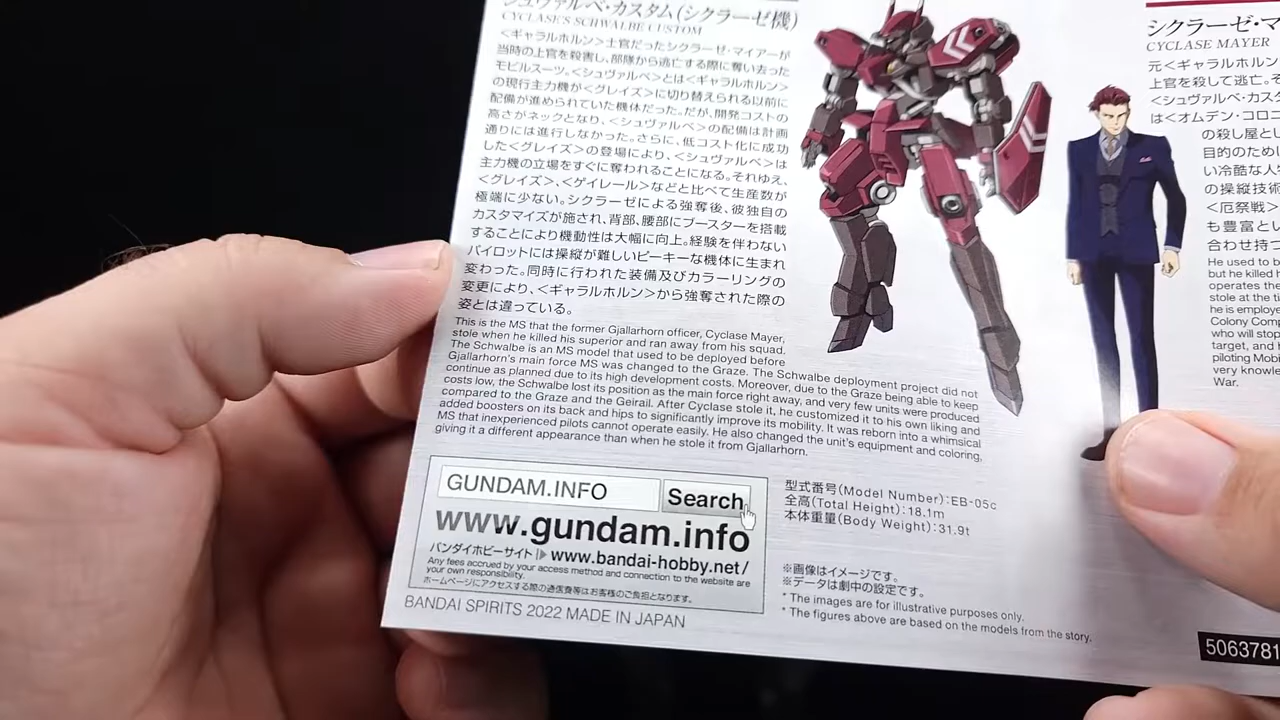 シュヴァルベ・カスタム(シクラーゼ機)
CYCLASE'S SCHWALBE CUSTOM
<ギャラルホルン>士官だったシクラーゼ・マイアーが
当時の上官を殺害し、部隊から逃亡する際に奪い去った
モビルスーツ。<シュヴァルベ>とは<ギャラルホルン>
の現行主力機が<グレイズ>に切り替えられる以前に
配備が進められていた機体だった。だが、開発コストの
高さがネックとなり、<シュヴァルベ>の配備は計画
通りには進行しなかった。さらに、低コスト化に成功
した<グレイズ>の登場により、<シュヴァルベ>は
主力機の立場をすぐに奪われることになる。それゆえ、
<グレイズ>、<ゲイレール>などと比べて生産数が
極端に少ない。シクラーゼによる強奪後、彼独自の
カスタマイズが施され、背部、腰部にブースターを搭載
することにより機動性は大幅に向上。経験を伴わない
パイロットには操縦が難しいピーキーな機体に生まれ
変わった。同時に行われた装備及びカラーリングの
変更により、<ギャラルホルン>から強奪された際の
姿とは違っている。
This is the MS that the former Gjallarhorn officer, Cyclase Mayer,
stole when he killed his superior and ran away from his squad.
The Schwalbe is an MS model that used to be deployed before
Gjallarhorn's main force MS was changed to the Graze. The Schwalbe deployment project did not
continue as planned due to its high development costs. Moreover, due to the Graze being able to keep
costs low, the Schwalbe lost its position as the main force right away, and very few units were produced
compared to the Graze and the Geirail. After Cyclase stole it, he customized it to his own liking and
added boosters on its back and hips to significantly improve its mobility. It was reborn into a whimsical
MS that inexperienced pilots cannot operate easily. He also changed the unit's equipment and coloring,
giving it a different appearance than when he stole it from Gjallarhorn.
GUNDAM.INFO Search
www.gundam.info
バンダイホビーサイト www.bandai-hobby.net/
Any fees accrued by your access method and connection to the website are
your own responsibility.
ホームページにアクセスする際の通信費等はお客様のご負担となります。
BANDAI SPIRITS 2022 MADE IN JAPAN
型式番号(Model Number):EB-05c
全高(Total Height):18.1m
本体重量(Body Weight):31.9t
※画像はイメージです。
※データは劇中の設定です。
* The images are for illustrative purposes only.
* The figures above are based on the models from the story.
シクラーゼ・マ
CYCLASE MAYER
元<ギャラルホルン
上官を殺して逃亡。そ
<シュヴァルベ・カス
は<オムデン・コロニ
の殺し屋と
目的のため
い冷酷な人
の操縦技術
<厄祭戦>
も豊富とい
合わせ持つ
He used to b
but he killed h
operates the
stole at the ti
he is employe
Colony Com
who will stop
target, and h
piloting Mob
very knowle
War.
5063781